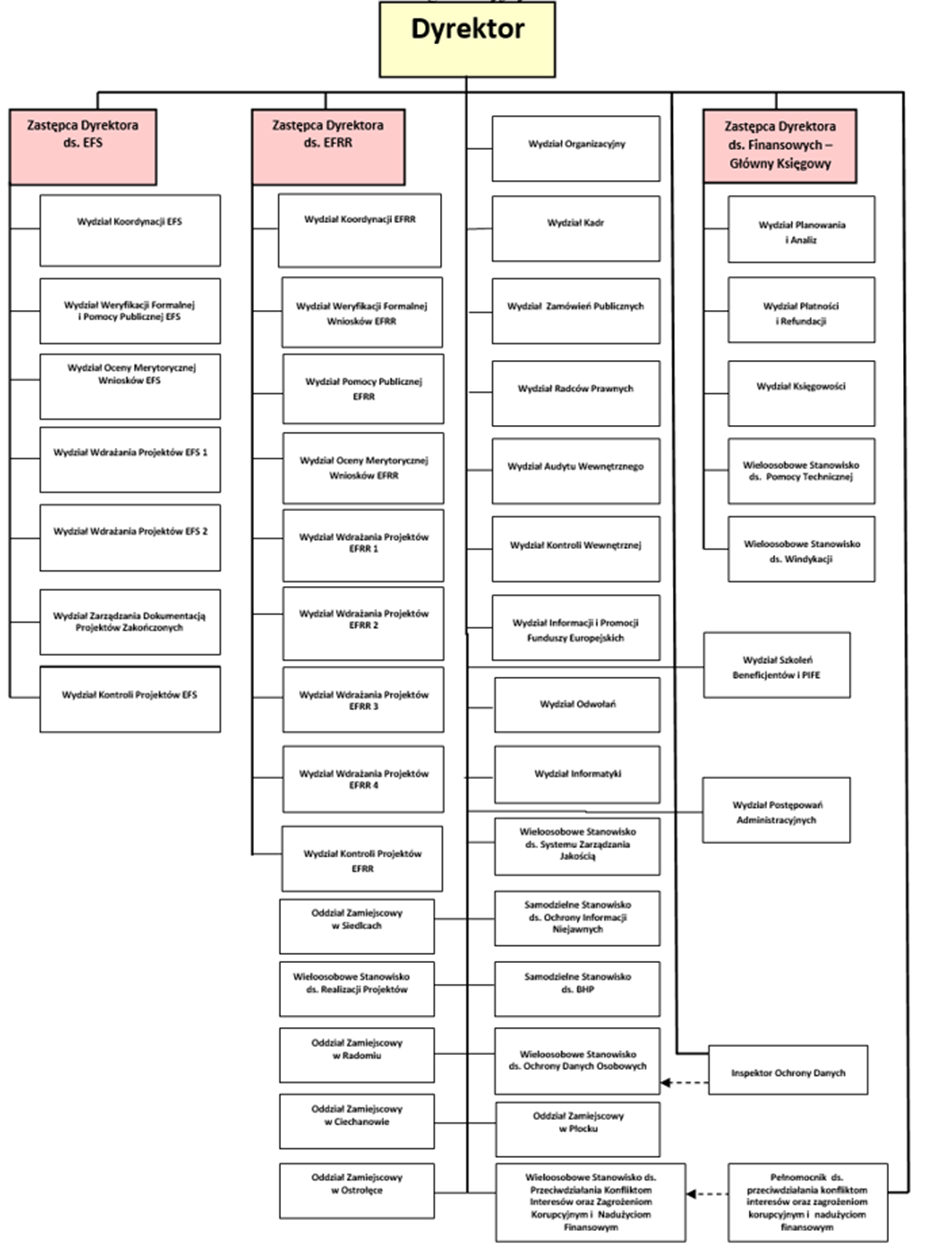 Dyrektor
Zastępca Dyrektora
ds. EFS
Wydział Koordynacji EFS
Wydział Weryfikacji Formalnej
i Pomocy Publicznej EFS
Wydział Oceny Merytorycznej
Wniosków EFS
Wydział Wdrażania Projektów EFS 1
Wydział Wdrażania Projektów EFS 2
Wydział Zarządzania Dokumentacją
Projektów Zakończonych
Wydział Kontroli Projektów EFS
Zastępca Dyrektora
ds. EFRR
Wydział Koordynacji EFRR
Wydział Weryfikacji Formalnej
Wniosków EFRR
Wydział Pomocy Publicznej
EFRR
Wydział Oceny Merytorycznej
Wniosków EFRR
Wydział Wdrażania Projektów
EFRR 1
Wydział Wdrażania Projektów
EFRR 2
Wydział Wdrażania Projektów
EFRR 3
Wydział Wdrażania Projektów
EFRR 4
Wydział Kontroli Projektów
EFRR
Oddział Zamiejscowy
w Siedlcach
Wieloosobowe Stanowisko
ds. Realizacji Projektów
Oddział Zamiejscowy
w Radomiu
Oddział Zamiejscowy
w Ciechanowie
Oddział Zamiejscowy
w Ostrołęce
Wydział Organizacyjny
Wydział Kadr
Wydział Zamówień Publicznych
Wydział Radców Prawnych
Wydział Audytu Wewnętrznego
Wydział Kontroli Wewnętrznej
Wydział Informacji i Promocji
Funduszy Europejskich
Wydział Odwołań
Wydział Informatyki
Wieloosobowe Stanowisko
ds. Systemu Zarządzania
Jakością
Samodzielne Stanowisko
ds. Ochrony Informacji
Niejawnych
Samodzielne Stanowisko
ds. BHP
Wieloosobowe Stanowisko
ds. Ochrony Danych Osobowych
Oddział Zamiejscowy
w Płocku
Wieloosobowe Stanowisko ds.
Przeciwdziałania Konfliktom
Interesów oraz Zagrożeniom
Korupcyjnym i Nadużyciom
Finansowym
Zastępca Dyrektora
ds. Finansowych –
Główny Księgowy
Wydział Planowania
i Analiz
Wydział Płatności
i Refundacji
Wydział Księgowości
Wieloosobowe Stanowisko
ds. Pomocy Technicznej
Wieloosobowe Stanowisko
ds. Windykacji
Wydział Szkoleń
Beneficjentów i PIFE
Wydział Postępowań
Administracyjnych
Inspektor Ochrony Danych
Pełnomocnik ds.
przeciwdziałania konfliktom
interesów oraz zagrożeniom
korupcyjnym i nadużyciom
finansowym